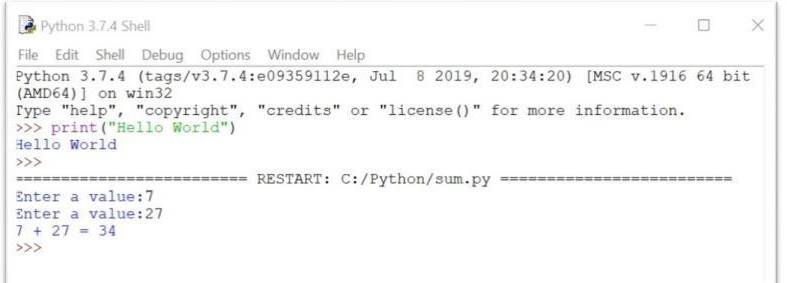 Python 3.7.4 Shell
File Edit Shell Debug Options Window Help
Python 3.7.4 (tags/v3.7.4:e09359112e, Jul  8 2019, 20:34:20) [MSC v.1916 64 bit
(AMD64)] on win32
Type "help", "copyright", "credits" or "license()" for more information.
>>> print("Hello World")
Hello World
>>>
========================= RESTART: C:/Python/sum.py =========================
Enter a value:7
Enter a value:27
7 + 27 = 34
>>>